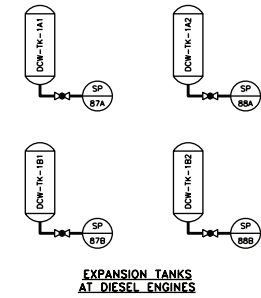 DCW-TK-1A1
SP
87A
DCW-TK-1A2
SP
88A
DCW-TK-1B1
SP
87B
DCW-TK-1B2
SP
88B
EXPANSION TANKS
AT DIESEL ENGINES